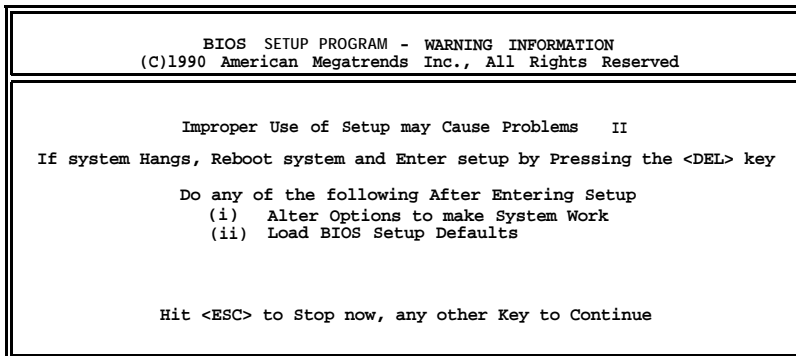 BIOS SETUP PROGRAM - WARNING INFORMATION
(C)1990 American Megatrends Inc., All Rights Reserved
Improper Use of Setup may Cause Problems II
If system Hangs, Reboot system and Enter setup by Pressing the <DEL> key
Do any of the following After Entering Setup
(i) Alter Options to make System Work
(ii) Load BIOS Setup Defaults
Hit <ESC> to Stop now, any other Key to Continue